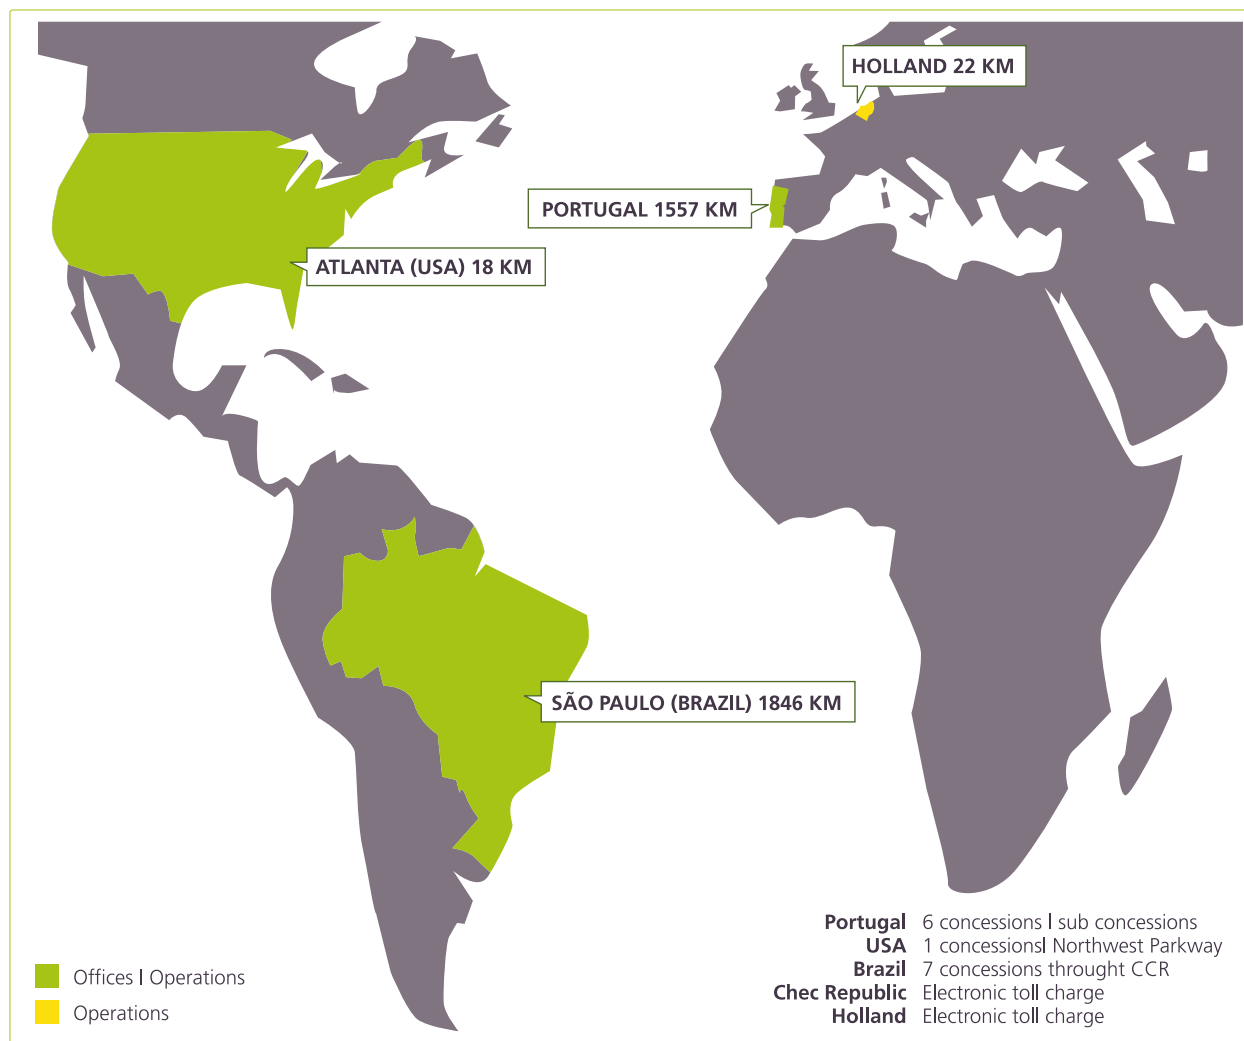 HOLLAND 22 KM
PORTUGAL 1557 KM
ATLANTA (USA) 18 KM
SÃO PAULO (BRAZIL) 1846 KM
Portugal 6 concessions | sub concessions
USA 1 concessions| Northwest Parkway
Brazil 7 concessions throught CCR
Chec Republic Electronic toll charge
Holland Electronic toll charge
Offices | Operations
Operations